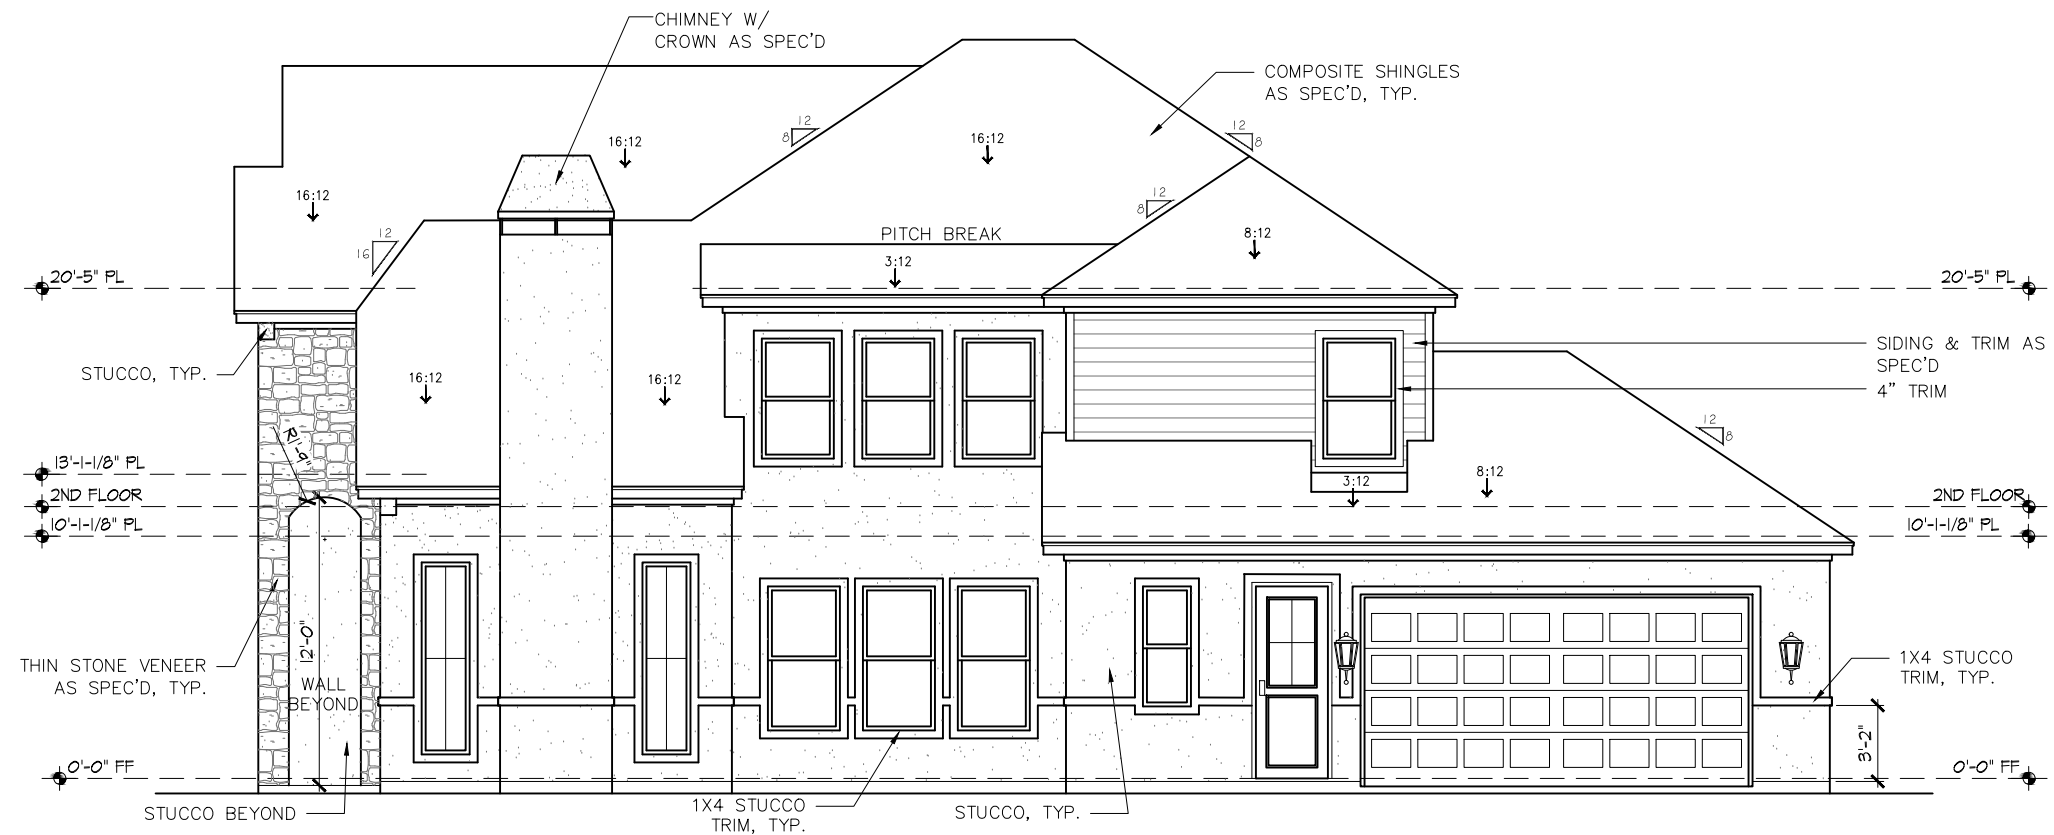 CHIMNEY W/
CROWN AS SPEC'D
COMPOSITE SHINGLES
AS SPEC'D, TYP.
12
8
12
8
16:12
16:12
16:12
12
8
12
16
PITCH BREAK
8:12
3:12
20'-5" PL
20'-5" PL
SIDING & TRIM AS
SPEC'D
4" TRIM
STUCCO, TYP.
16:12
16:12
12
8
R1'-9"
13'-1-1/8" PL
8:12
3:12
2ND FLOOR
2ND FLOOR
10'-1-1/8" PL
10'-1-1/8" PL
12'-0"
THIN STONE VENEER
AS SPEC'D, TYP.
WALL
BEYOND
1X4 STUCCO
TRIM, TYP.
3'-2"
0'-0" FF
0'-0" FF
STUCCO BEYOND
1X4 STUCCO
TRIM, TYP.
STUCCO, TYP.